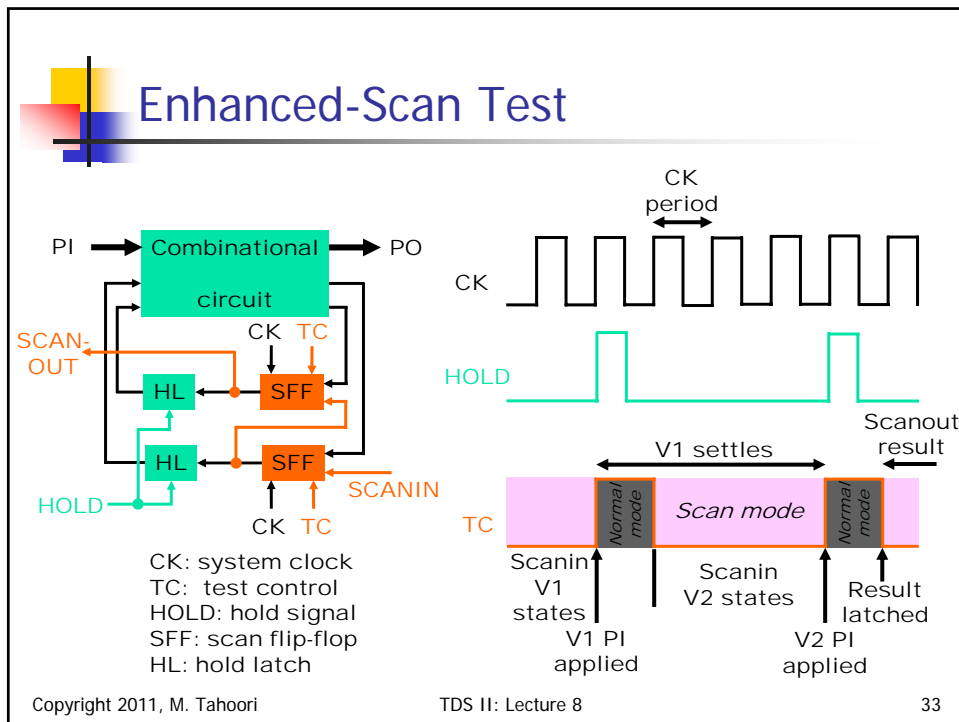 Enhanced-Scan Test
PI
Combinational
circuit
PO
SCAN-
OUT
CK
TC
HL
SFF
HL
SFF
HOLD
SCANIN
CK
TC
CK: system clock
TC: test control
HOLD: hold signal
SFF: scan flip-flop
HL: hold latch
CK
period
CK
HOLD
Scanout
result
V1 settles
TC
Normal
mode
Scan mode
Normal
mode
Scanin
V1
states
Scanin
V2 states
Result
latched
V1 PI
applied
V2 PI
applied
Copyright 2011, M. Tahoori
TDS II: Lecture 8
33